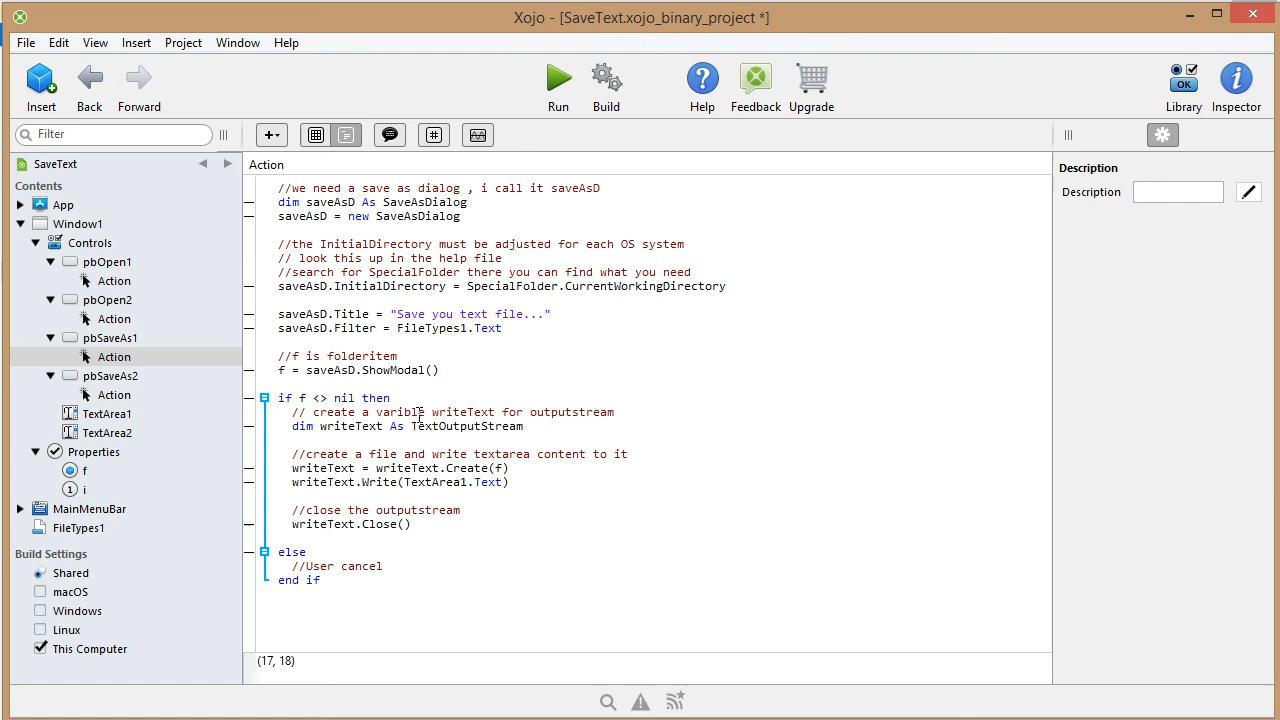 Xojo - [SaveText.xojo_binary_project *]
File Edit View Insert Project Window Help
Insert Back Forward Run Build Help Feedback Upgrade OK Library Inspector
Filter
SaveText
Contents
App
Window1
Controls
pbOpen1
Action
pbOpen2
Action
pbSaveAs1
Action
pbSaveAs2
Action
TextArea1
TextArea2
Properties
f
i
MainMenuBar
FileTypes1
Build Settings
Shared
macOS
Windows
Linux
This Computer
Action
//we need a save as dialog , i call it saveAsD
dim saveAsD As SaveAsDialog
saveAsD = new SaveAsDialog
//the InitialDirectory must be adjusted for each OS system
// look this up in the help file
//search for SpecialFolder there you can find what you need
saveAsD.InitialDirectory = SpecialFolder.CurrentWorkingDirectory
saveAsD.Title = "Save you text file..."
saveAsD.Filter = FileTypes1.Text
//f is folderitem
f = saveAsD.ShowModal()
if f <> nil then
// create a varible writeText for outputstream
dim writeText As TextOutputStream
//create a file and write textarea content to it
writeText = writeText.Create(f)
writeText.Write(TextArea1.Text)
//close the outputstream
writeText.Close()
else
//User cancel
end if
(17, 18)
Description
Description